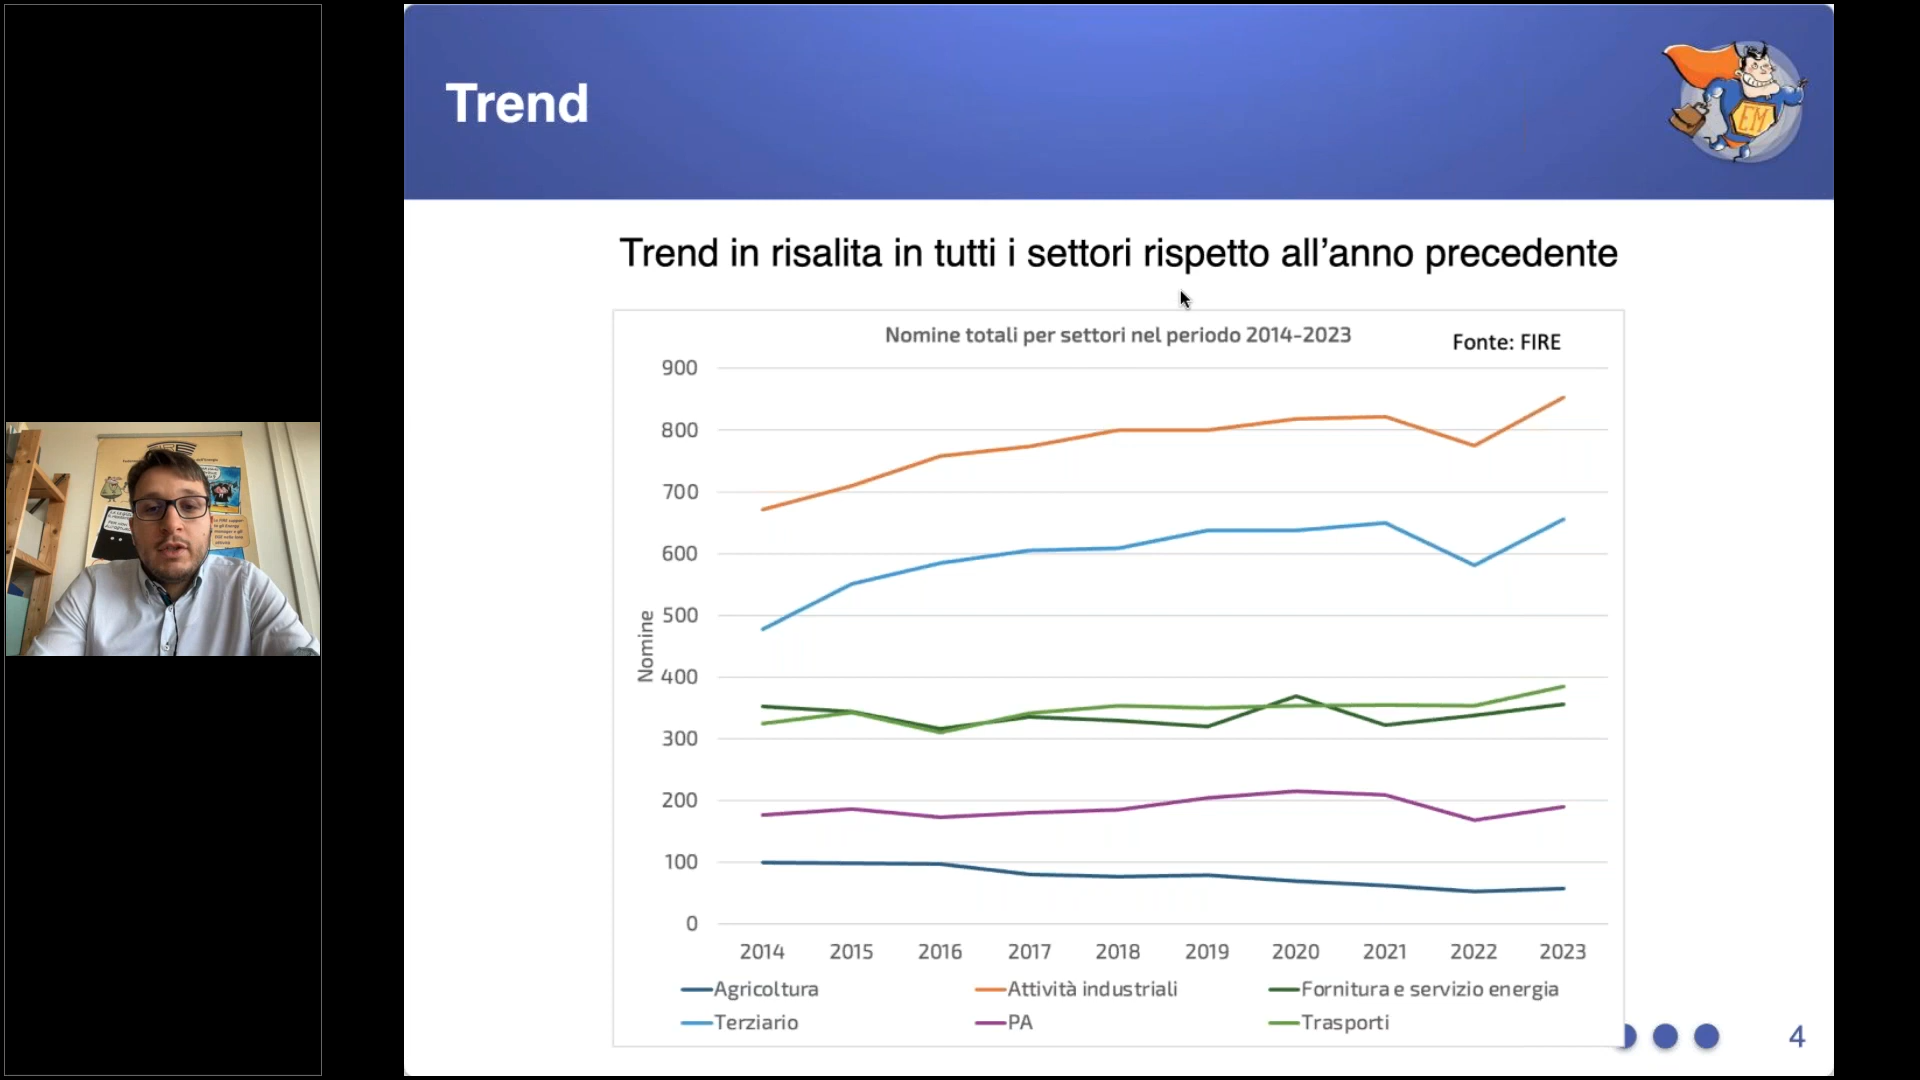 Trend
EM
Trend in risalita in tutti i settori rispetto all’anno precedente
Nomine totali per settori nel periodo 2014-2023
Fonte: FIRE
Nomine
900
800
700
600
500
400
300
200
100
0
2014 2015 2016 2017 2018 2019 2020 2021 2022 2023
Agricoltura Attività industriali Fornitura e servizio energia
Terziario PA Trasporti
4